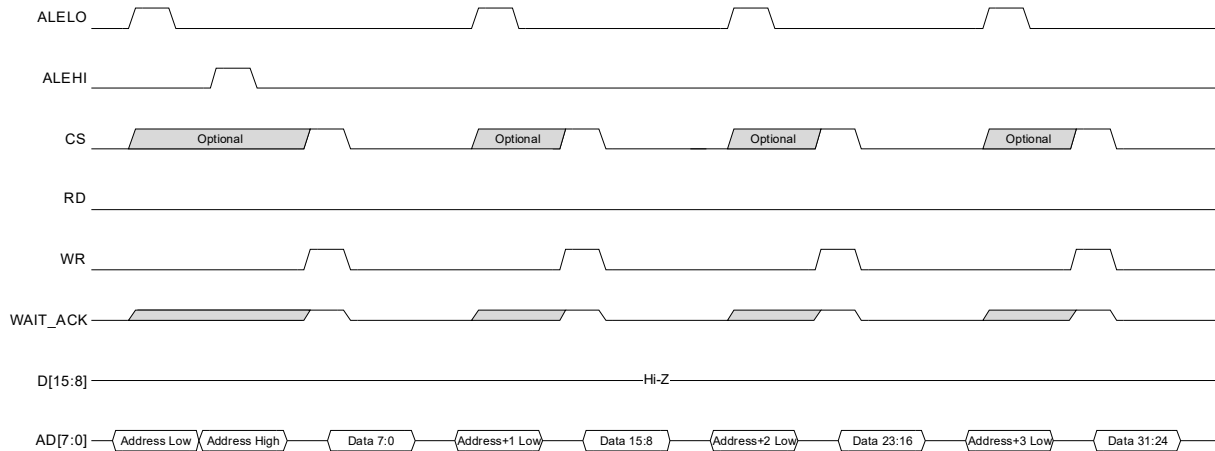 ALELO
ALEHI
CS Optional Optional Optional Optional
RD
WR
WAIT_ACK
D[15:8] Hi-Z
AD[7:0] Address Low Address High Data 7:0 Address+1 Low Data 15:8 Address+2 Low Data 23:16 Address+3 Low Data 31:24